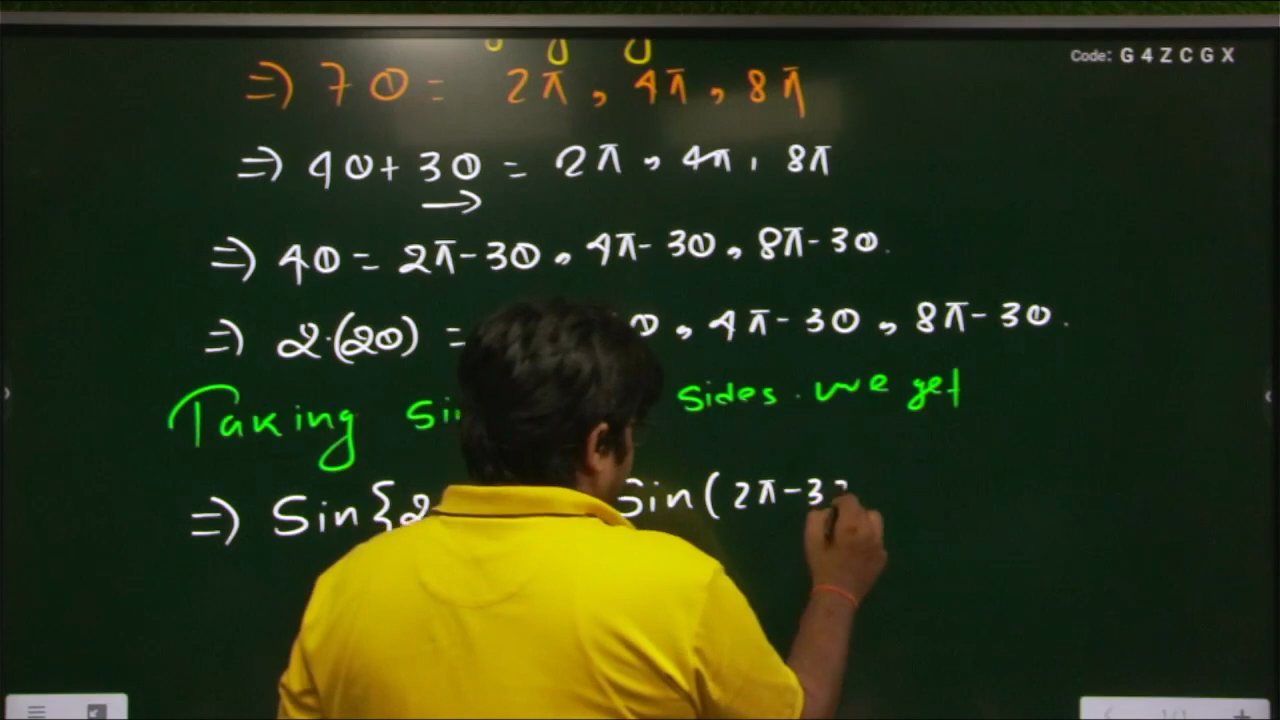 Code: G4ZCGX
⇒ 7θ = 2π, 4π, 8π
⇒ 4θ + 3θ = 2π, 4π, 8π
⇒ 4θ = 2π - 3θ, 4π - 3θ, 8π - 3θ.
⇒ 2·(2θ) = θ, 4π - 3θ, 8π - 3θ.
Taking sides. we get
⇒ Sin{2 Sin(2π - 3